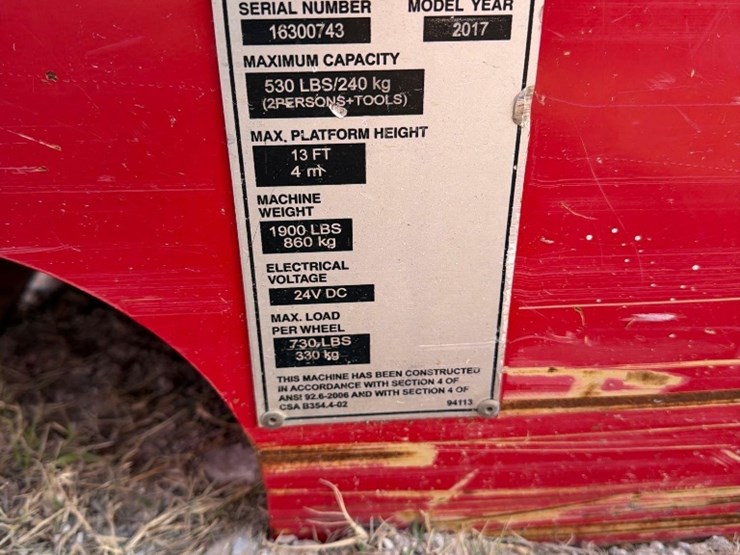 SERIAL NUMBER MODEL YEAR
16300743 2017
MAXIMUM CAPACITY
530 LBS/240 kg
(2PERSONS+TOOLS)
MAX. PLATFORM HEIGHT
13 FT
4 m
MACHINE
WEIGHT
1900 LBS
860 kg
ELECTRICAL
VOLTAGE
24V DC
MAX. LOAD
PER WHEEL
730 LBS
330 kg
THIS MACHINE HAS BEEN CONSTRUCTED
IN ACCORDANCE WITH SECTION 4 OF
ANSI 92.6-2006 AND WITH SECTION 4 OF
CSA B354.4-02 94113